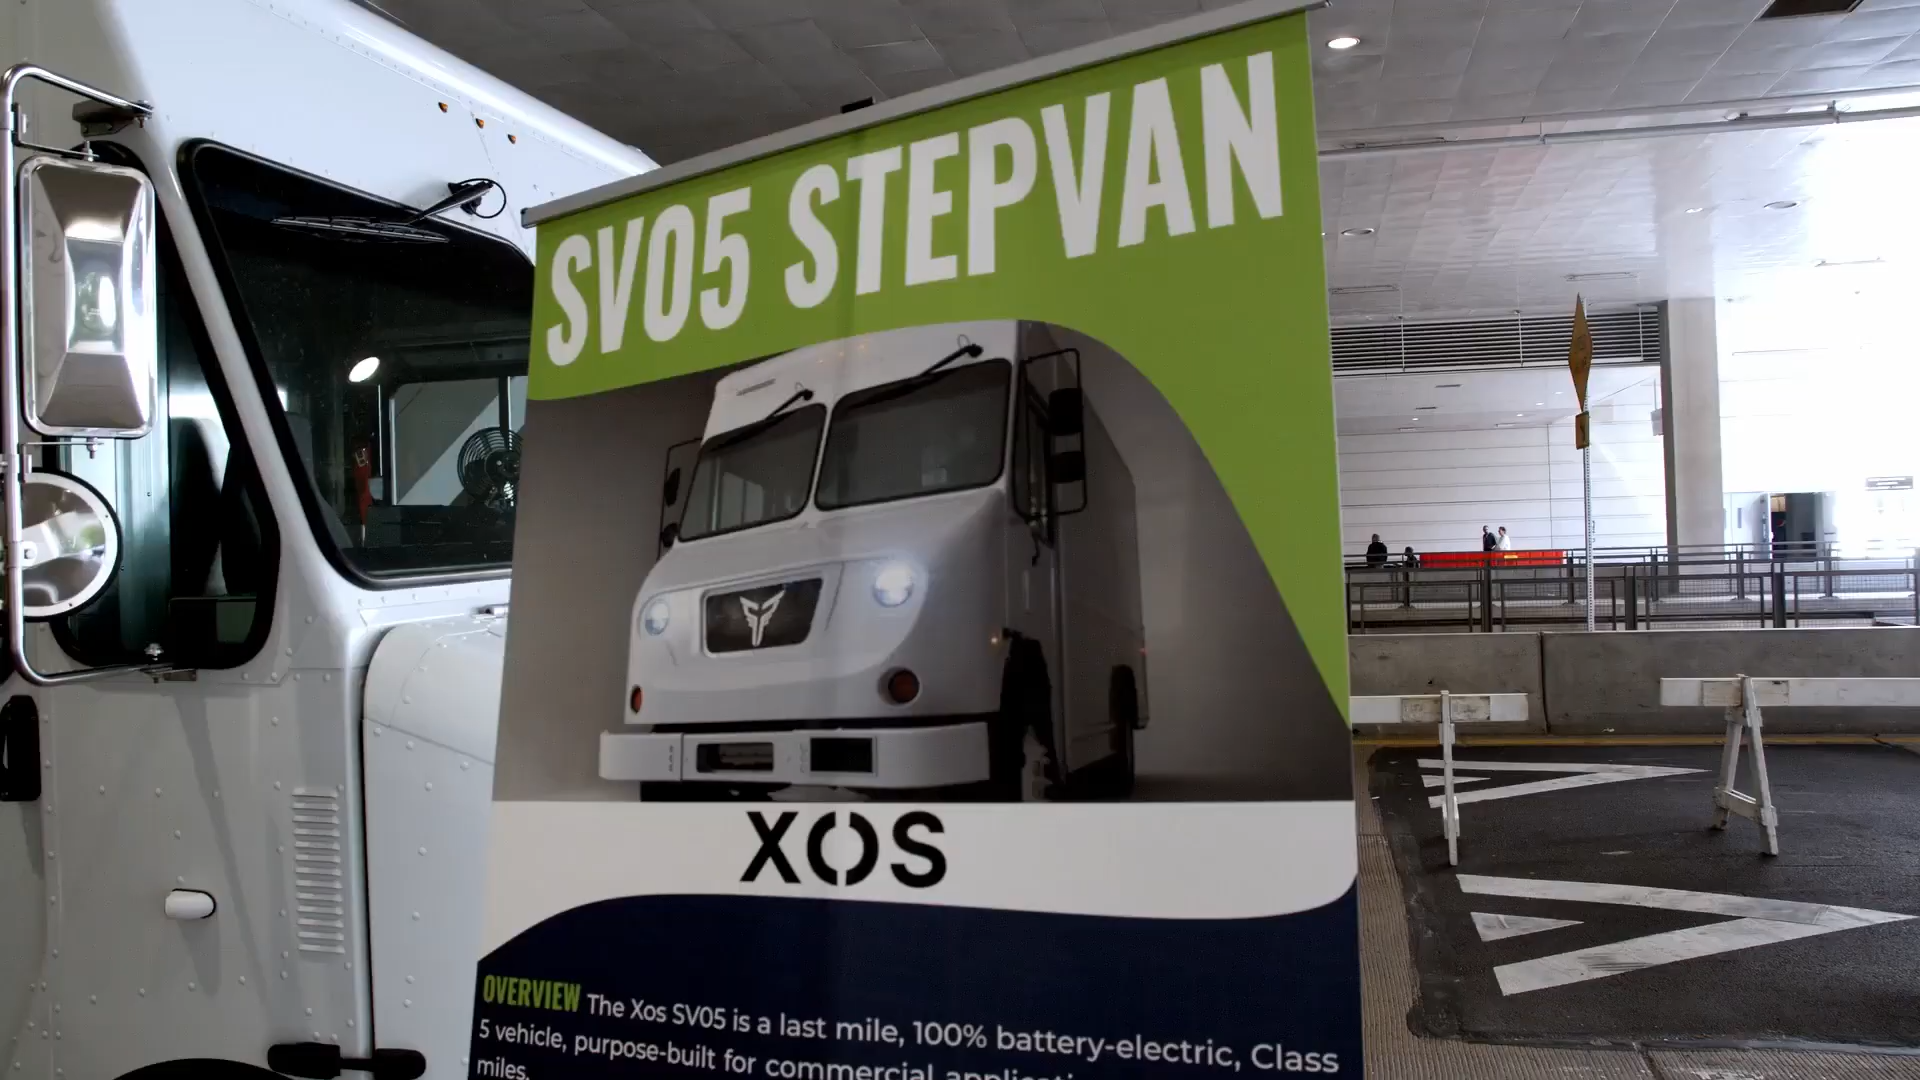 SV05 STEPVAN
XOS
OVERVIEW The Xos SV05 is a last mile, 100% battery-electric, Class
5 vehicle, purpose-built for commercial
miles.